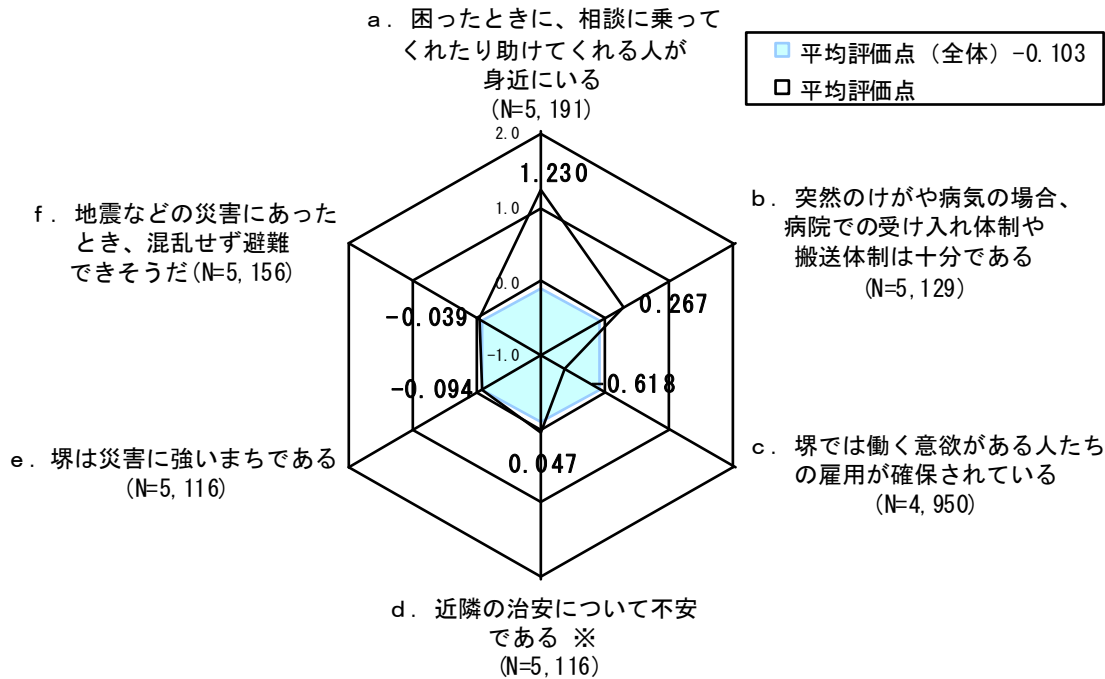 a. 困ったときに、相談に乗って
くれたり助けてくれる人が
身近にいる
(N=5,191)
平均評価点 (全体) -0.103
平均評価点
2.0
1.230
1.0
0.0
-1.0
b. 突然のけがや病気の場合、
病院での受け入れ体制や
搬送体制は十分である
(N=5,129)
0.267
f. 地震などの災害にあった
とき、混乱せず避難
できそうだ(N=5,156)
-0.039
-0.618
-0.094
0.047
e. 堺は災害に強いまちである
(N=5,116)
c. 堺では働く意欲がある人たち
の雇用が確保されている
(N=4,950)
d. 近隣の治安について不安
である ※
(N=5,116)